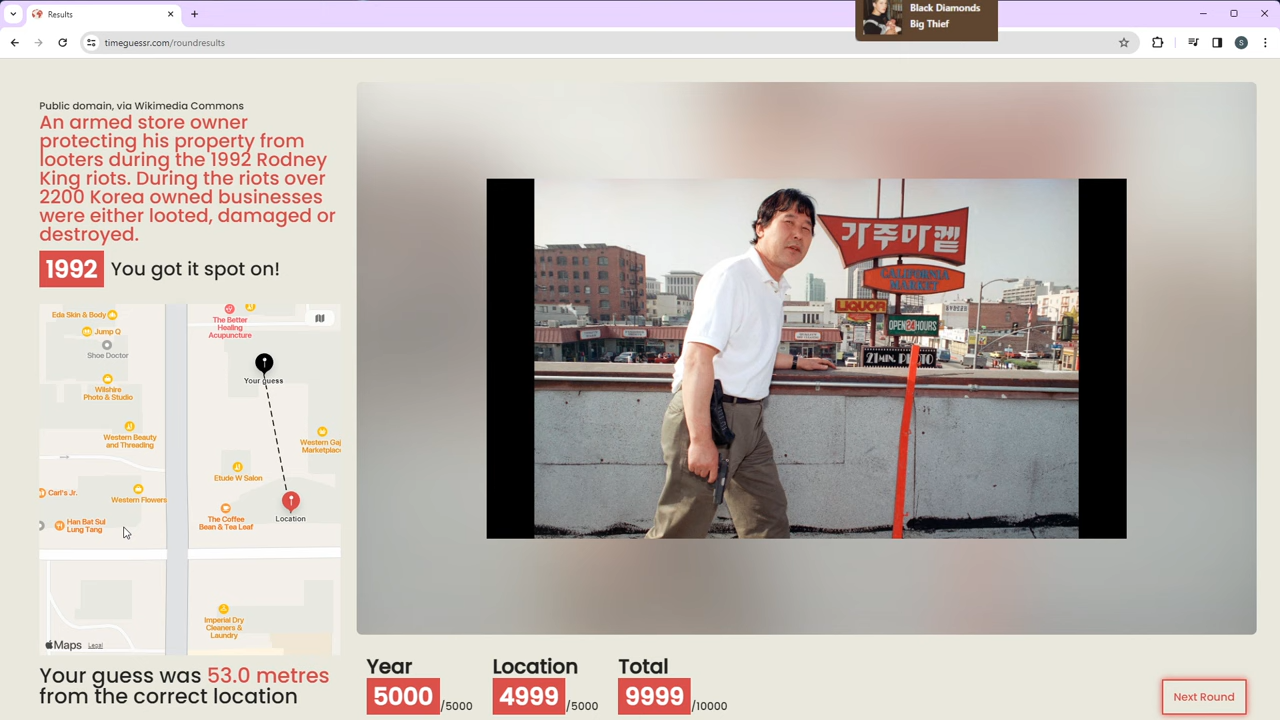 Results
timeguessr.com/roundresults
Black Diamonds
Big Thief
S
Public domain, via Wikimedia Commons
An armed store owner
protecting his property from
looters during the 1992 Rodney
King riots. During the riots over
2200 Korea owned businesses
were either looted, damaged or
destroyed.
1992 You got it spot on!
Eda Skin & Body
Jump Q
Shoe Doctor
The Better
Healing
Acupuncture
Your guess
Wilshire
Photo & Studio
Western Beauty
and Threading
Western Gaj
Marketplace
Etude W Salon
Carl's Jr.
Western Flowers
The Coffee
Bean & Tea Leaf
Location
Han Bat Sul
Lung Tang
Imperial Dry
Cleaners &
Laundry
Maps Legal
Your guess was 53.0 metres
from the correct location
가주마켙
CALIFORNIA
MARKET
LIQUOR
OPEN 24 HOURS
21 MIN. PHOTO
Year
5000 /5000
Location
4999 /5000
Total
9999 /10000
Next Round